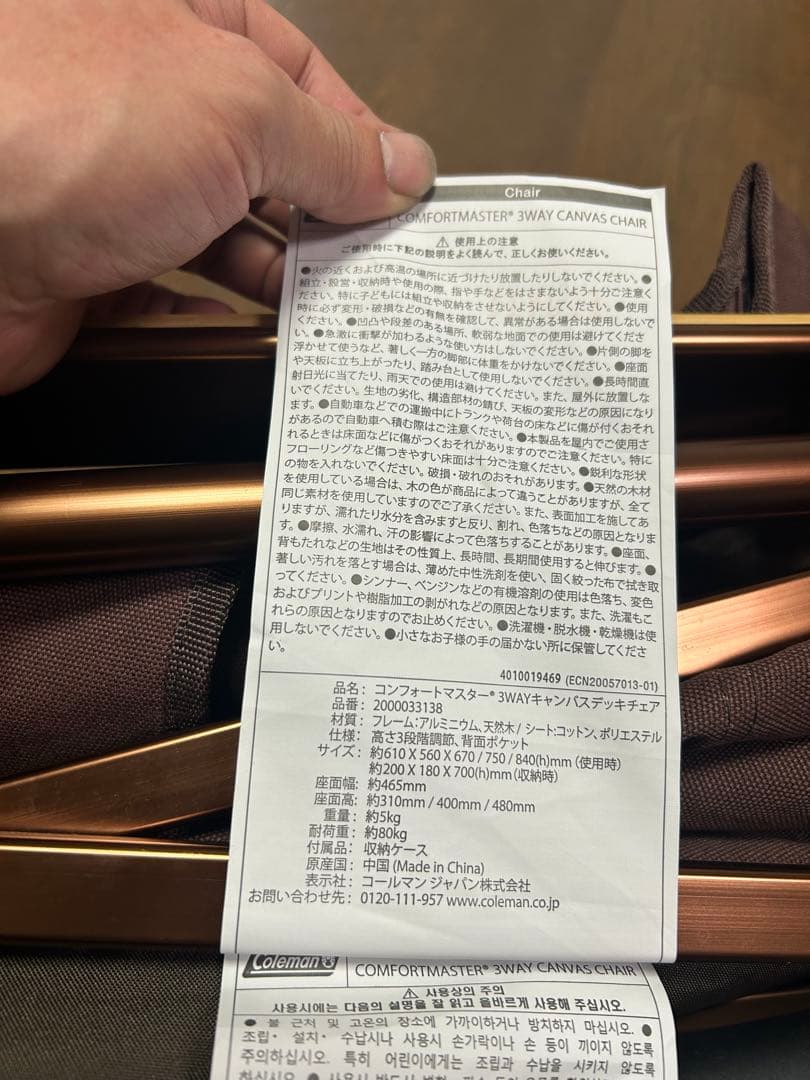 Chair
COMFORTMASTER® 3WAY CANVAS CHAIR
⚠ 使用上の注意
ご使用時に下記の説明をよく読んで、正しくお使いください。
●火の近くおよび高温の場所に近づけたり放置したりしないでください。●
組立・設営・収納時や使用の際、指や手などをはさまないよう十分ご注意く
ださい。特に子どもには組立や収納をさせないようにしてください。●使用
時に必ず変形・破損などの有無を確認して、異常がある場合は使用しないで
ください。●凹凸や段差のある場所、軟弱な地面での使用は避けてくださ
い。●急激に衝撃が加わるような使い方はしないでください。●片側の脚を
浮かせて使うなど、著しく一方の脚部に体重をかけないでください。●座面
や天板に立ち上がったり、踏み台として使用しないでください。●長時間直
射日光に当てたり、雨天での使用は避けてください。また、屋外に放置しな
いでください。生地の劣化、構造部材の錆び、天板の変形などの原因になり
ます。●自動車などでの運搬中にトランクや荷台の床などに傷が付くおそれ
があるので自動車へ積む際はご注意ください。●本製品を屋内でご使用さ
れるときは床面などに傷がつくおそれがありますのでご注意ください。特に
フローリングなど傷つきやすい床面は十分ご注意ください。●鋭利な形状
の物を入れないでください。破損・破れのおそれがあります。●天然の木材
を使用している場合は、木の色が商品によって違うことがありますが、全て
同じ素材を使用していますのでご了承ください。また、表面加工を施してあ
りますが、濡れたり水分を含みますと反り、割れ、色落ちなどの原因となりま
す。●摩擦、水濡れ、汗の影響によって色落ちすることがあります。●座面、
背もたれなどの生地はその性質上、長時間、長期間使用すると伸びます。●
著しい汚れを落とす場合は、薄めた中性洗剤を使い、固く絞った布で拭き取
ってください。●シンナー、ベンジンなどの有機溶剤の使用は色落ち、変色
およびプリントや樹脂加工の剥がれなどの原因となります。また、洗濯もこ
れらの原因となりますのでお止めください。●洗濯機・脱水機・乾燥機は使
用しないでください。●小さなお子様の手の届かない所に保管してくださ
い。
4010019469 (ECN20057013-01)
品名: コンフォートマスター® 3WAYキャンバスデッキチェア
品番: 2000033138
材質: フレーム:アルミニウム、天然木/ シート:コットン、ポリエステル
仕様: 高さ3段階調節、背面ポケット
サイズ: 約610 X 560 X 670 / 750 / 840(h)mm (使用時)
約200 X 180 X 700(h)mm (収納時)
座面幅: 約465mm
座面高: 約310mm / 400mm / 480mm
重量: 約5kg
耐荷重: 約80kg
付属品: 収納ケース
原産国: 中国 (Made in China)
表示社: コールマン ジャパン株式会社
お問い合わせ先: 0120-111-957 www.coleman.co.jp
Coleman
COMFORTMASTER® 3WAY CANVAS CHAIR
⚠ 사용상의 주의
사용시에는 다음의 설명을 잘 읽고 올바르게 사용해 주십시오.
● 불 근처 및 고온의 장소에 가까이하거나 방치하지 마십시오. ●
조립・ 설치・ 수납시나 사용시 손가락이나 손 등이 끼이지 않도록
주의하십시오. 특히 어린이에게는 조립과 수납을 시키지 않도록